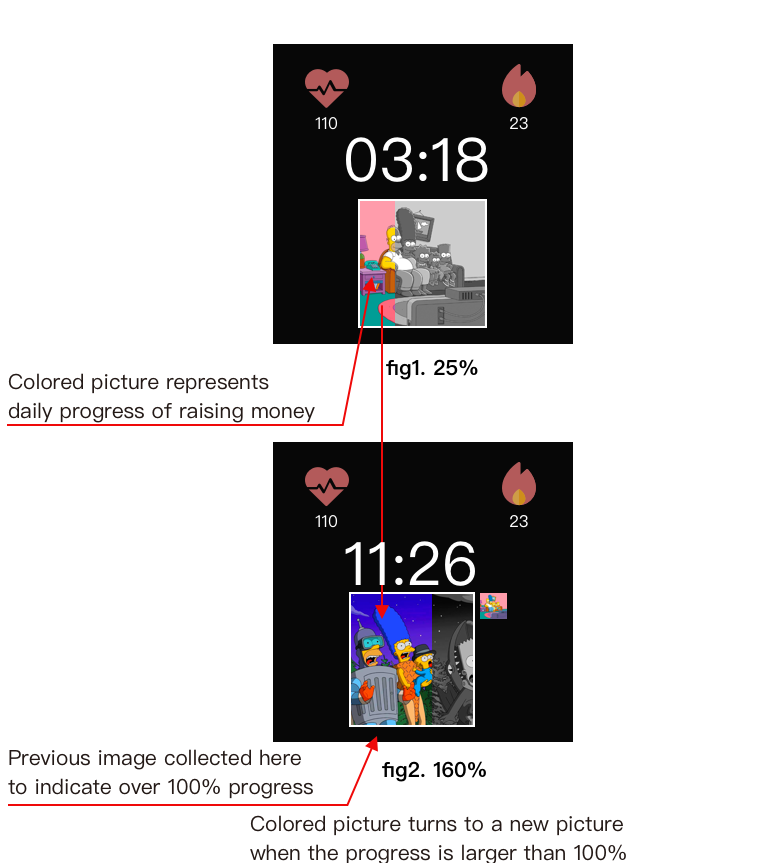 110
23
03:18
fig1. 25%
Colored picture represents
daily progress of raising money
110
23
11:26
Previous image collected here
to indicate over 100% progress
fig2. 160%
Colored picture turns to a new picture
when the progress is larger than 100%